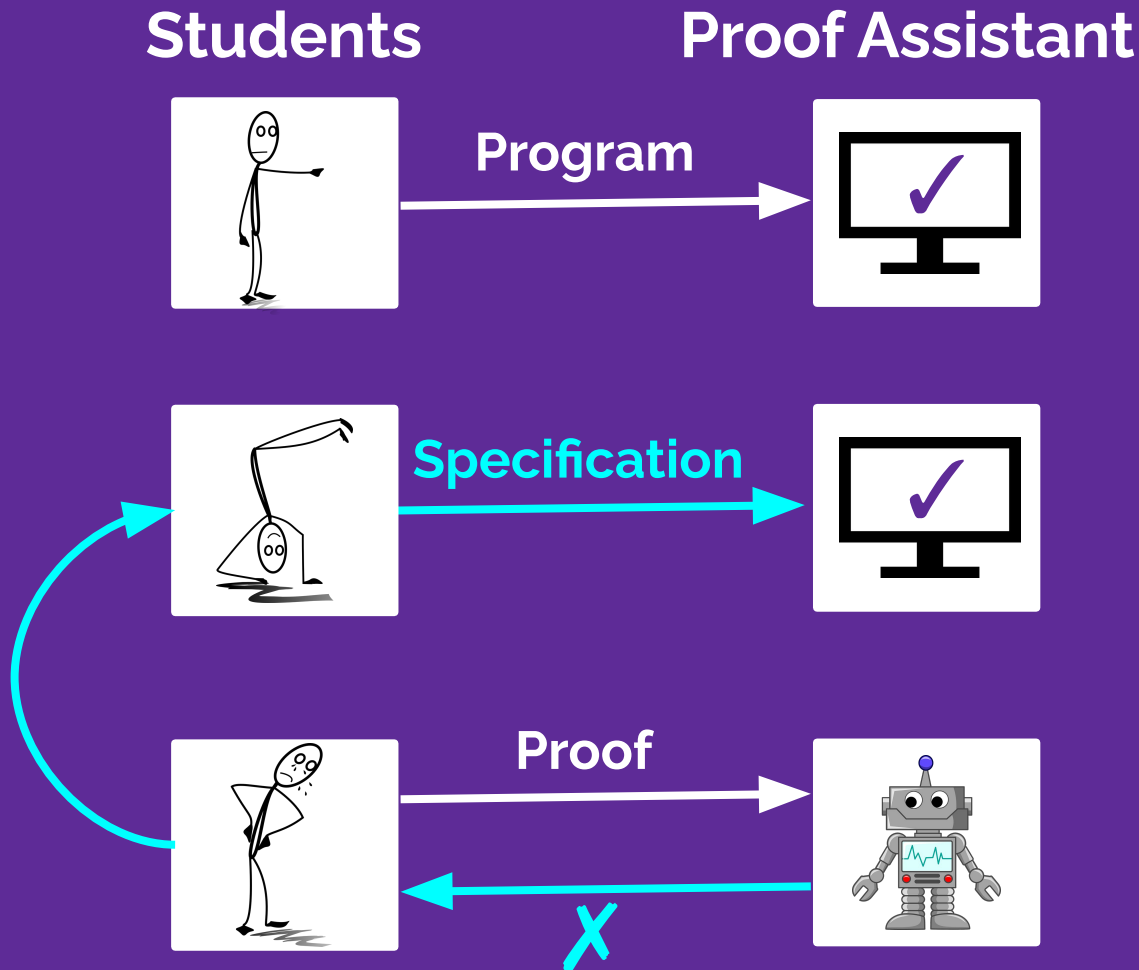 Students
Proof Assistant
Program
✓
Specification
✓
Proof
✗